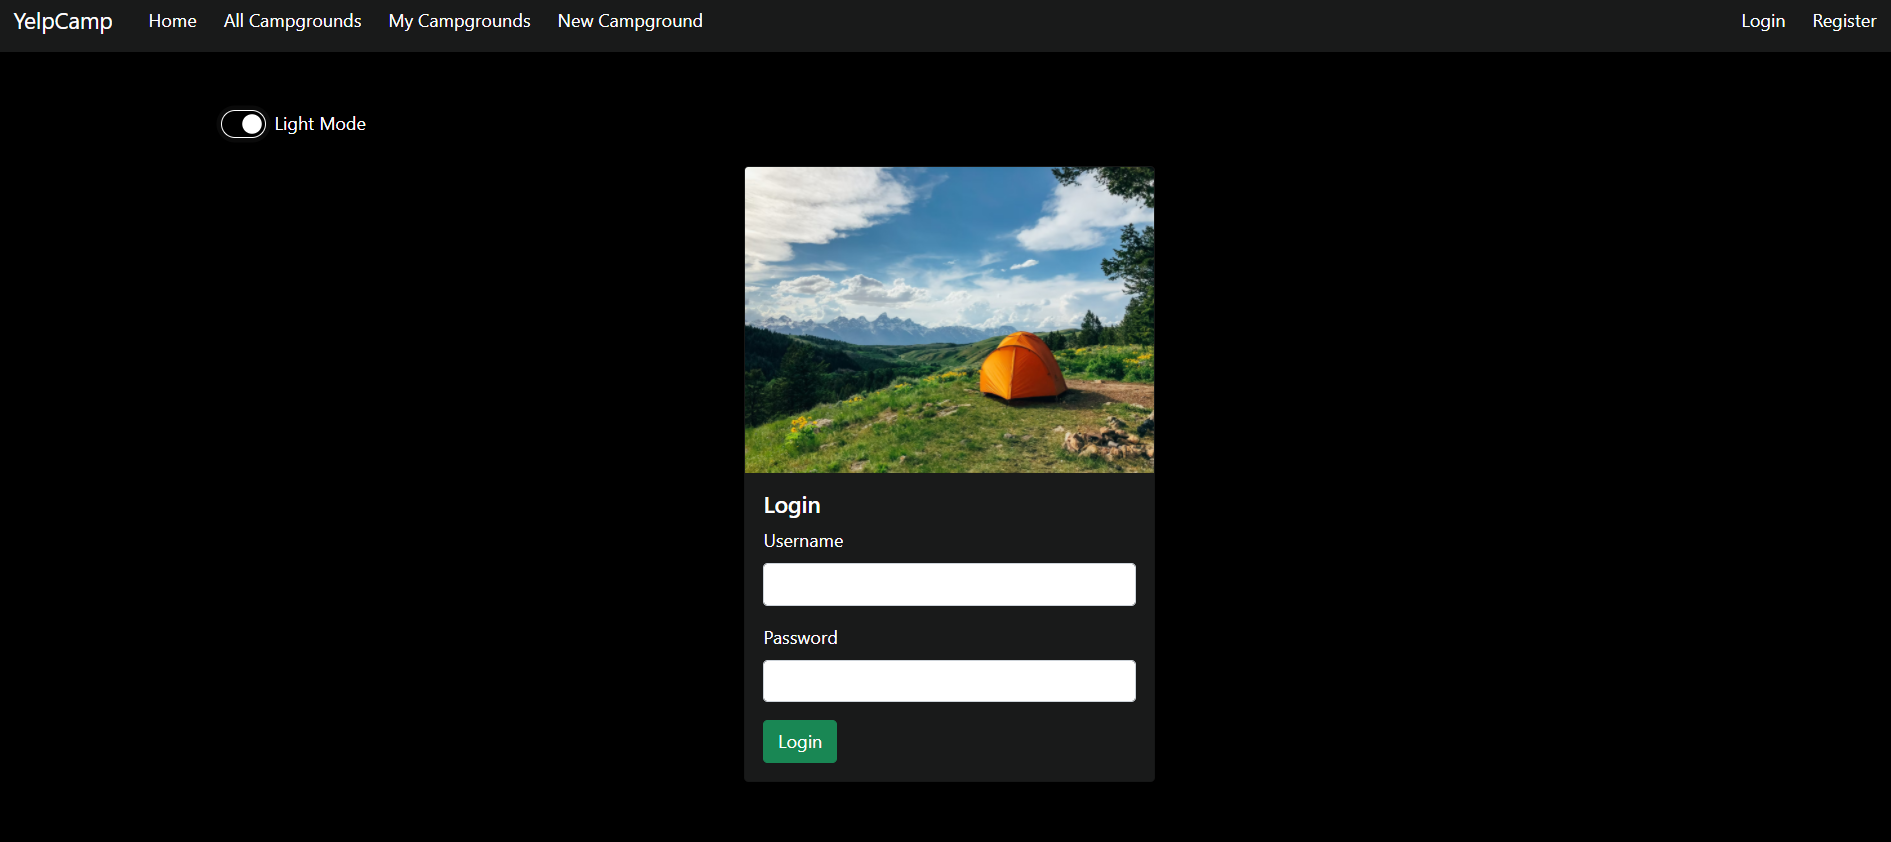 YelpCamp Home All Campgrounds My Campgrounds New Campground Login Register
Light Mode
Login
Username
Password
Login